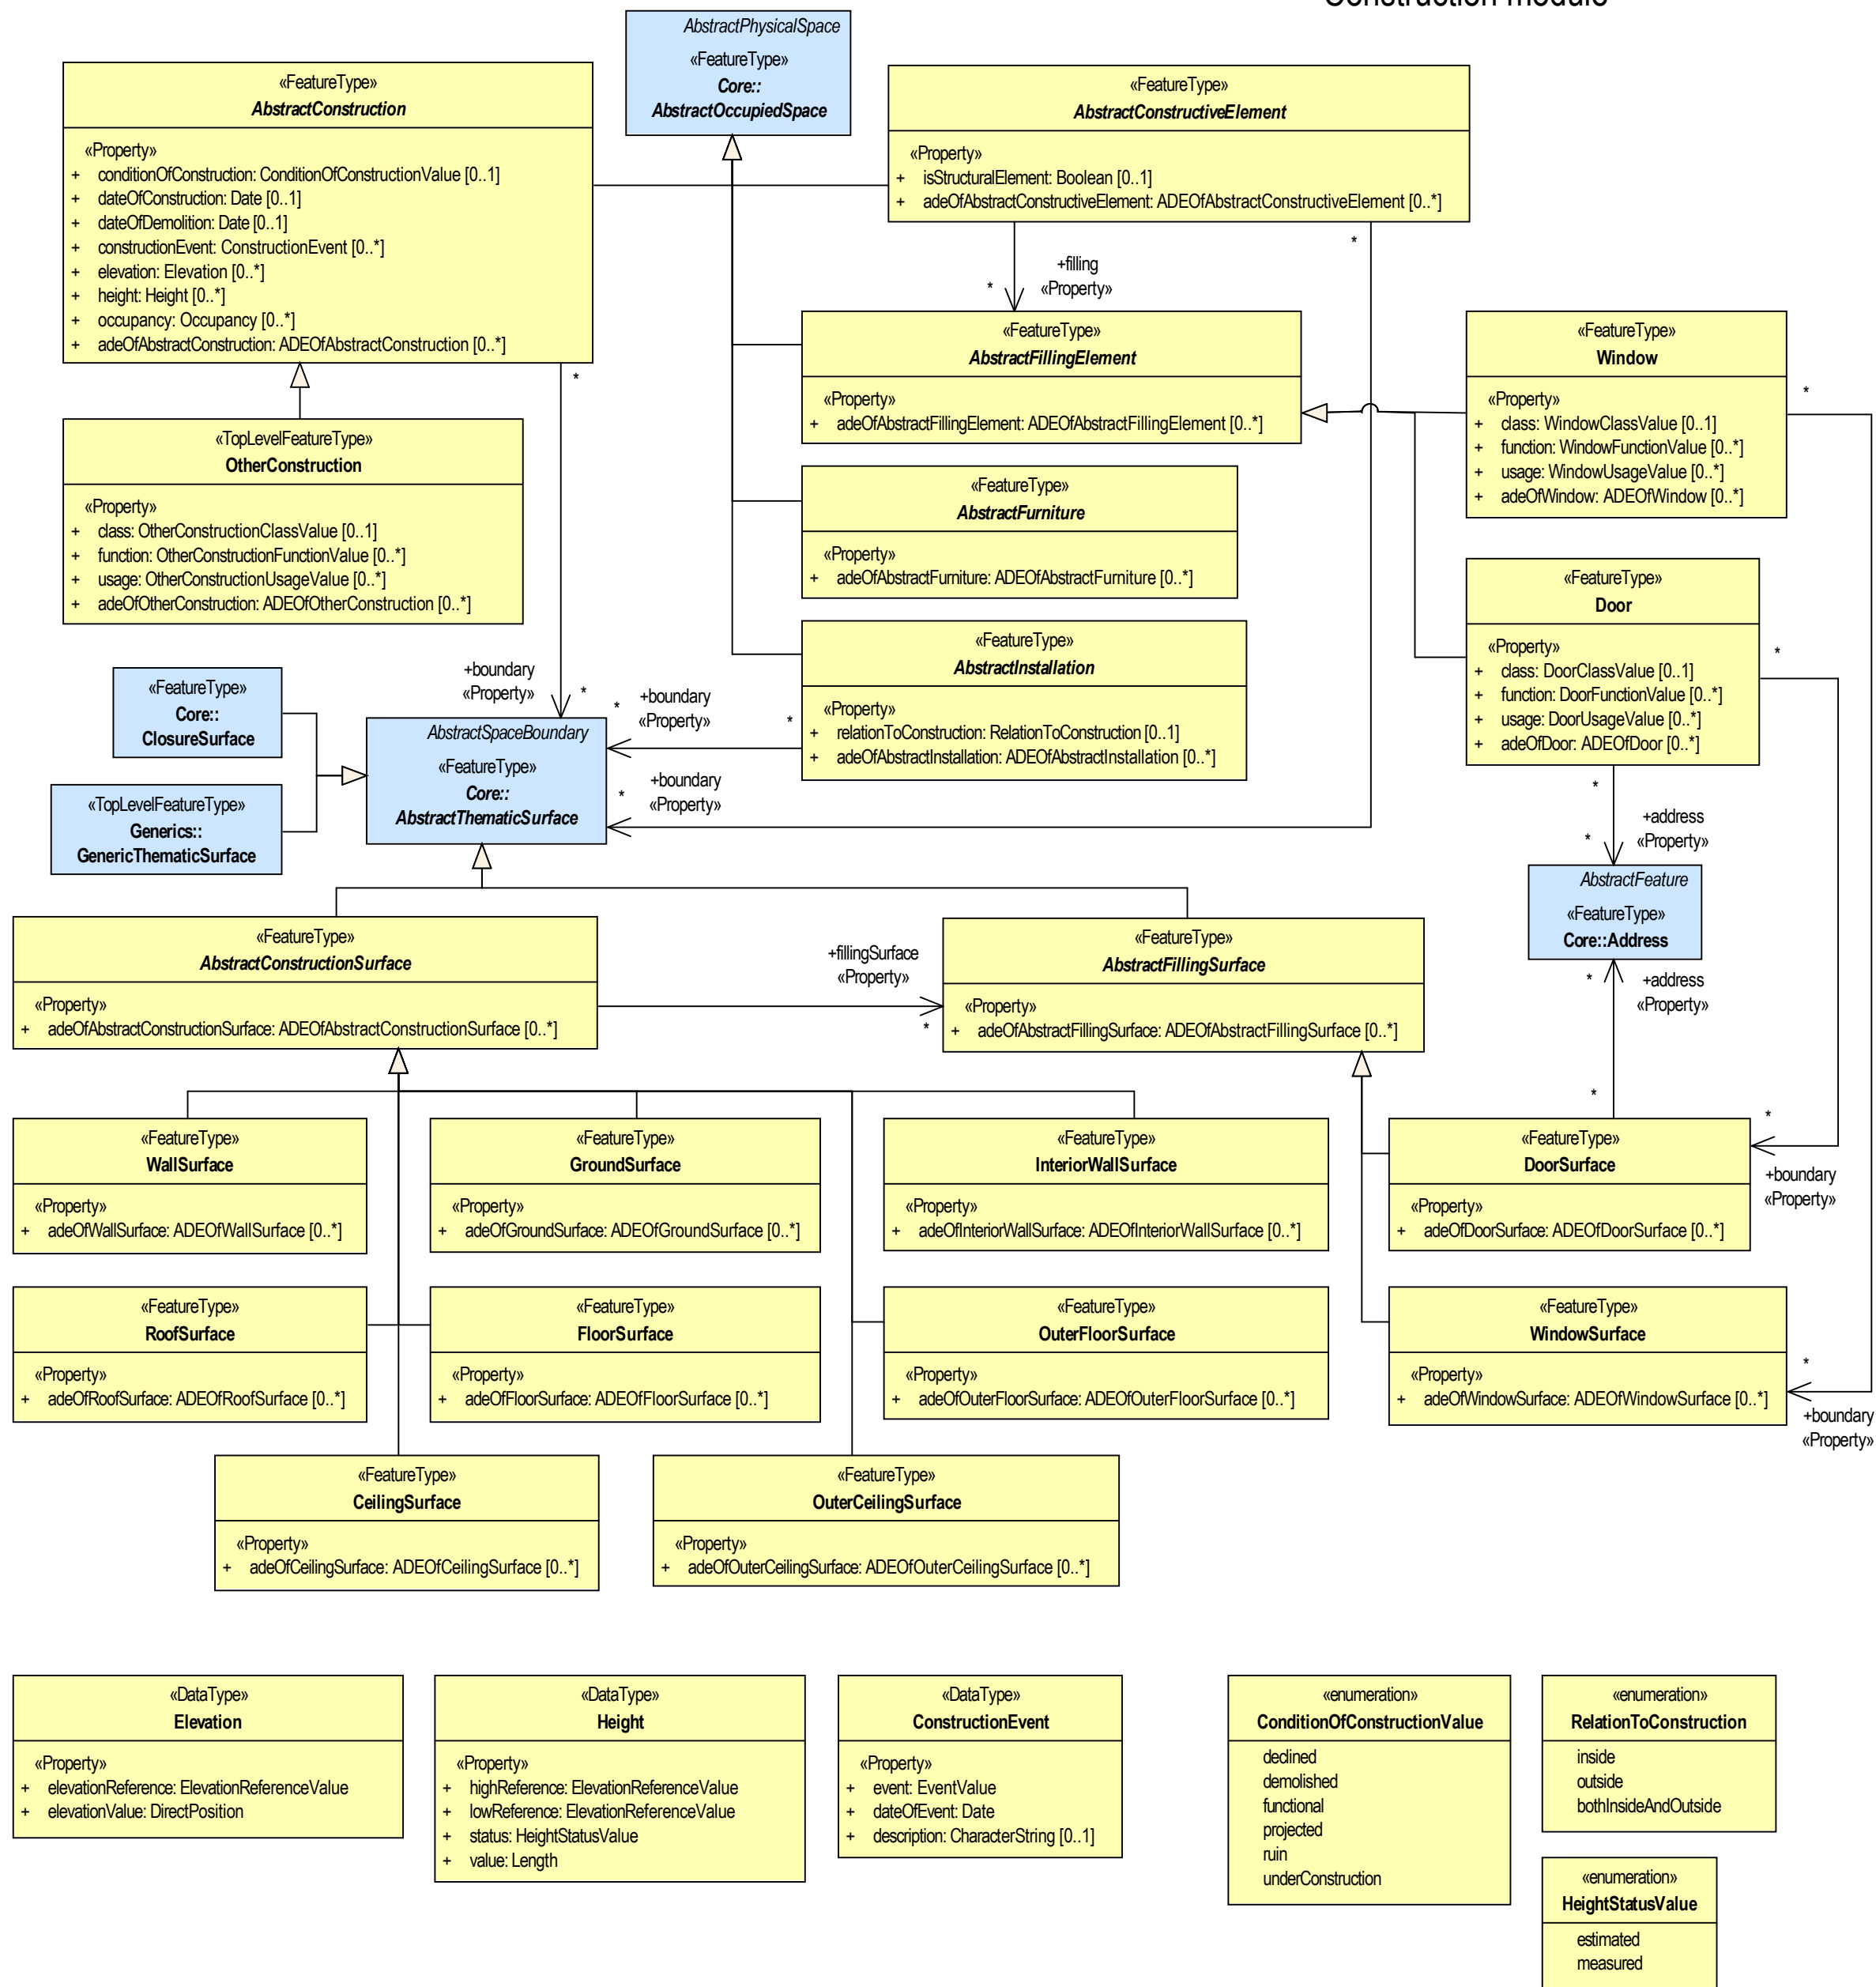 Construction module
AbstractPhysicalSpace
«FeatureType»
Core::
AbstractOccupiedSpace
«FeatureType»
AbstractConstruction
«Property»
+ conditionOfConstruction: ConditionOfConstructionValue [0..1]
+ dateOfConstruction: Date [0..1]
+ dateOfDemolition: Date [0..1]
+ constructionEvent: ConstructionEvent [0..*]
+ elevation: Elevation [0..*]
+ height: Height [0..*]
+ occupancy: Occupancy [0..*]
+ adeOfAbstractConstruction: ADEOfAbstractConstruction [0..*]
«FeatureType»
AbstractConstructiveElement
«Property»
+ isStructuralElement: Boolean [0..1]
+ adeOfAbstractConstructiveElement: ADEOfAbstractConstructiveElement [0..*]
*
+filling
* «Property»
«FeatureType»
AbstractFillingElement
«Property»
+ adeOfAbstractFillingElement: ADEOfAbstractFillingElement [0..*]
«FeatureType»
Window
«Property»
+ class: WindowClassValue [0..1]
+ function: WindowFunctionValue [0..*]
+ usage: WindowUsageValue [0..*]
+ adeOfWindow: ADEOfWindow [0..*]
*
*
«TopLevelFeatureType»
OtherConstruction
«Property»
+ class: OtherConstructionClassValue [0..1]
+ function: OtherConstructionFunctionValue [0..*]
+ usage: OtherConstructionUsageValue [0..*]
+ adeOfOtherConstruction: ADEOfOtherConstruction [0..*]
«FeatureType»
AbstractFurniture
«Property»
+ adeOfAbstractFurniture: ADEOfAbstractFurniture [0..*]
«FeatureType»
Door
«Property»
+ class: DoorClassValue [0..1]
+ function: DoorFunctionValue [0..*]
+ usage: DoorUsageValue [0..*]
+ adeOfDoor: ADEOfDoor [0..*]
*
«FeatureType»
AbstractInstallation
«Property»
+ relationToConstruction: RelationToConstruction [0..1]
+ adeOfAbstractInstallation: ADEOfAbstractInstallation [0..*]
+boundary
«Property» *
+boundary
* «Property» *
+boundary
* «Property»
«FeatureType»
Core::
ClosureSurface
«TopLevelFeatureType»
Generics::
GenericThematicSurface
AbstractSpaceBoundary
«FeatureType»
Core::
AbstractThematicSurface
*
+address
* «Property»
AbstractFeature
«FeatureType»
Core::Address
* +address
«Property»
*
«FeatureType»
AbstractConstructionSurface
«Property»
+ adeOfAbstractConstructionSurface: ADEOfAbstractConstructionSurface [0..*]
+fillingSurface
«Property»
*
«FeatureType»
AbstractFillingSurface
«Property»
+ adeOfAbstractFillingSurface: ADEOfAbstractFillingSurface [0..*]
«FeatureType»
WallSurface
«Property»
+ adeOfWallSurface: ADEOfWallSurface [0..*]
«FeatureType»
GroundSurface
«Property»
+ adeOfGroundSurface: ADEOfGroundSurface [0..*]
«FeatureType»
InteriorWallSurface
«Property»
+ adeOfInteriorWallSurface: ADEOfInteriorWallSurface [0..*]
«FeatureType»
DoorSurface
«Property»
+ adeOfDoorSurface: ADEOfDoorSurface [0..*]
*
+boundary
«Property»
«FeatureType»
RoofSurface
«Property»
+ adeOfRoofSurface: ADEOfRoofSurface [0..*]
«FeatureType»
FloorSurface
«Property»
+ adeOfFloorSurface: ADEOfFloorSurface [0..*]
«FeatureType»
OuterFloorSurface
«Property»
+ adeOfOuterFloorSurface: ADEOfOuterFloorSurface [0..*]
«FeatureType»
WindowSurface
«Property»
+ adeOfWindowSurface: ADEOfWindowSurface [0..*]
*
+boundary
«Property»
«FeatureType»
CeilingSurface
«Property»
+ adeOfCeilingSurface: ADEOfCeilingSurface [0..*]
«FeatureType»
OuterCeilingSurface
«Property»
+ adeOfOuterCeilingSurface: ADEOfOuterCeilingSurface [0..*]
«DataType»
Elevation
«Property»
+ elevationReference: ElevationReferenceValue
+ elevationValue: DirectPosition
«DataType»
Height
«Property»
+ highReference: ElevationReferenceValue
+ lowReference: ElevationReferenceValue
+ status: HeightStatusValue
+ value: Length
«DataType»
ConstructionEvent
«Property»
+ event: EventValue
+ dateOfEvent: Date
+ description: CharacterString [0..1]
«enumeration»
ConditionOfConstructionValue
declined
demolished
functional
projected
ruin
underConstruction
«enumeration»
RelationToConstruction
inside
outside
bothInsideAndOutside
«enumeration»
HeightStatusValue
estimated
measured